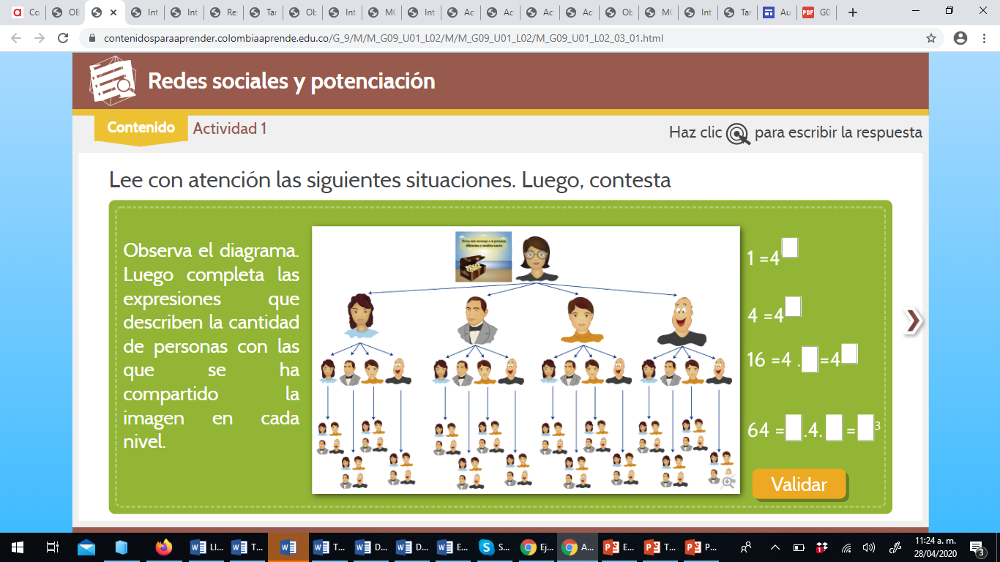 Co
OB
Int
Int
Re
Tar
Ob
Int
MC
Int
Ac
Ac
Ac
Ac
Ob
MC
Int
Tar
Au
PDF
G0
contenidosparaaprender.colombiaaprende.edu.co/G_9/M/M_G09_U01_L02/M/M_G09_U01_L02/M_G09_U01_L02_03_01.html
Redes sociales y potenciación
Contenido
Actividad 1
Haz clic para escribir la respuesta
Lee con atención las siguientes situaciones. Luego, contesta
Observa el diagrama.
Luego completa las
expresiones que
describen la cantidad
de personas con las
que se ha
compartido la
imagen en cada
nivel.
1 =4
4 =4
16 =4 . =4
64 = .4. = ³
Validar
Ll...
T...
T...
D...
D...
E...
S...
Ej...
A...
E...
T...
P...
11:24 a. m.
28/04/2020
3